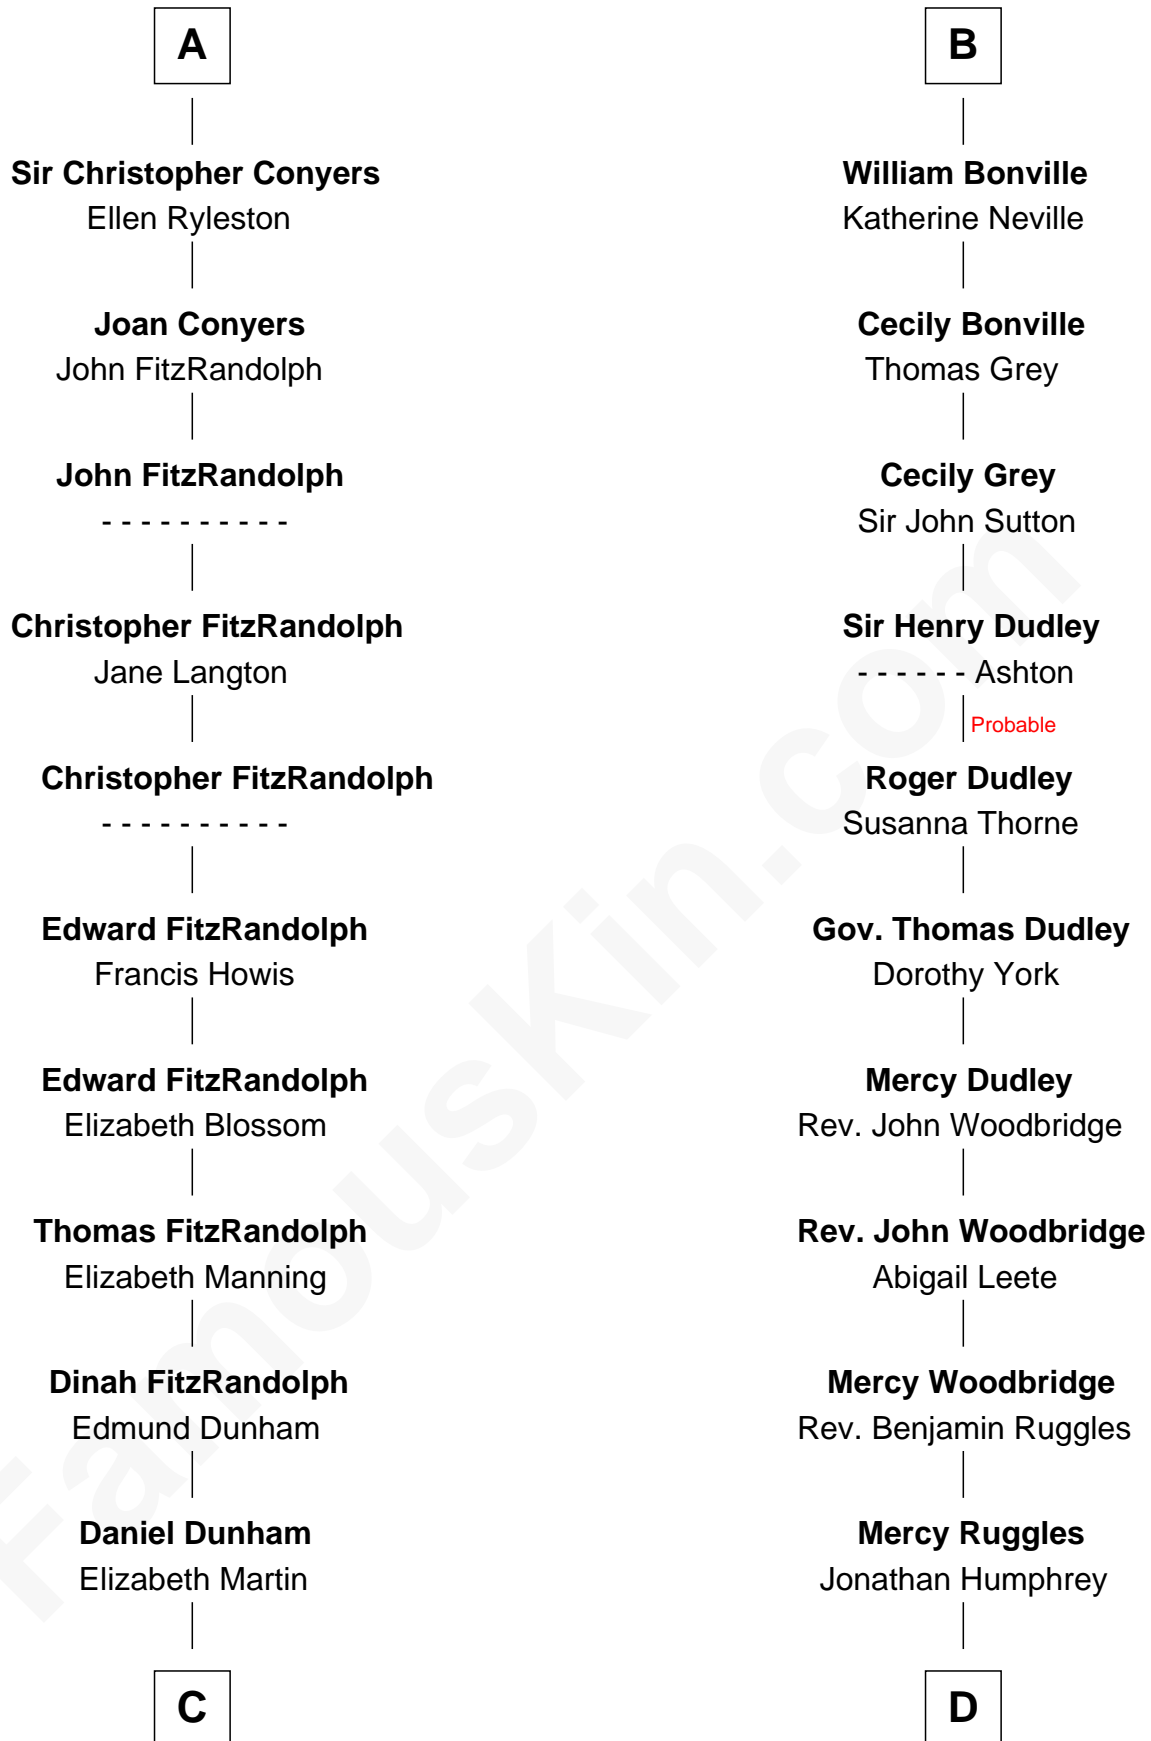 A
Sir Christopher Conyers
Ellen Ryleston
Joan Conyers
John FitzRandolph
John FitzRandolph
- - - - - - - - - -
Christopher FitzRandolph
Jane Langton
Christopher FitzRandolph
- - - - - - - - - -
Edward FitzRandolph
Francis Howis
Edward FitzRandolph
Elizabeth Blossom
Thomas FitzRandolph
Elizabeth Manning
Dinah FitzRandolph
Edmund Dunham
Daniel Dunham
Elizabeth Martin
C
B
William Bonville
Katherine Neville
Cecily Bonville
Thomas Grey
Cecily Grey
Sir John Sutton
Sir Henry Dudley
- - - - - - Ashton
Probable
Roger Dudley
Susanna Thorne
Gov. Thomas Dudley
Dorothy York
Mercy Dudley
Rev. John Woodbridge
Rev. John Woodbridge
Abigail Leete
Mercy Woodbridge
Rev. Benjamin Ruggles
Mercy Ruggles
Jonathan Humphrey
D
FamousKin.com